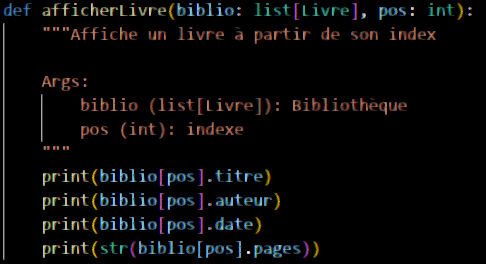 def afficherLivre(biblio: list[Livre], pos: int):
"""Affiche un livre à partir de son index
Args:
biblio (list[Livre]): Bibliothèque
pos (int): indexe
"""
print(biblio[pos].titre)
print(biblio[pos].auteur)
print(biblio[pos].date)
print(str(biblio[pos].pages))